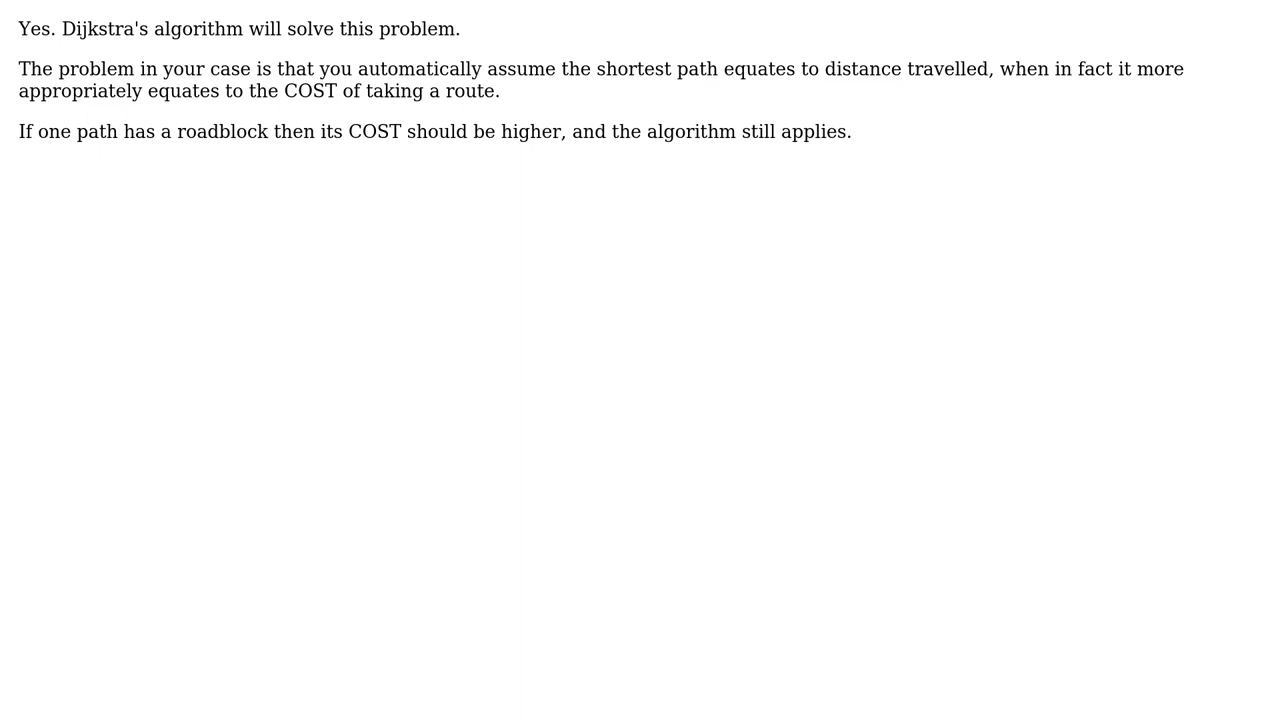 Yes. Dijkstra's algorithm will solve this problem.
The problem in your case is that you automatically assume the shortest path equates to distance travelled, when in fact it more
appropriately equates to the COST of taking a route.
If one path has a roadblock then its COST should be higher, and the algorithm still applies.